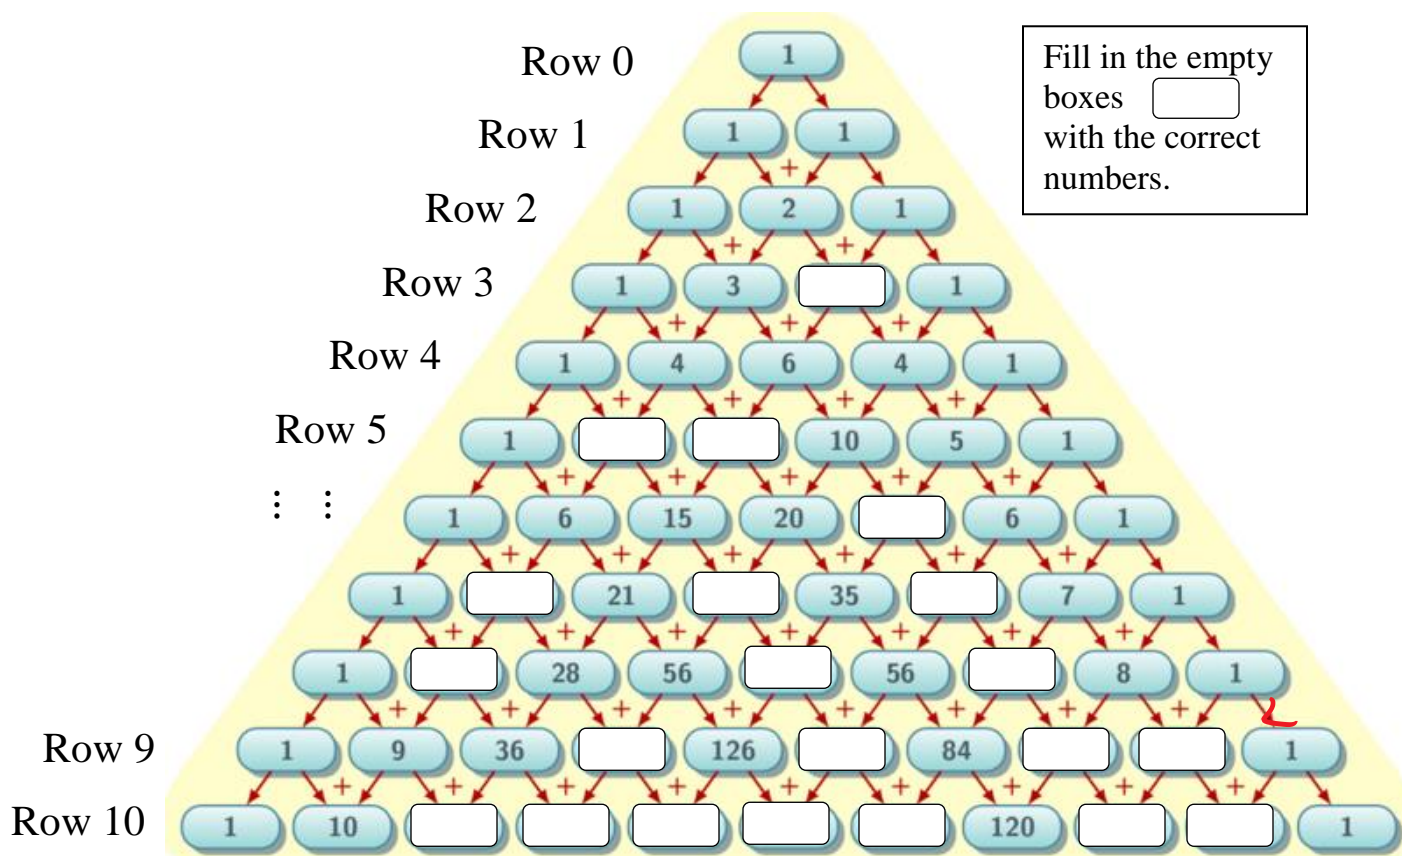 Row 0 1
Fill in the empty
boxes
with the correct
numbers.
Row 1 1 1
+
Row 2 1 2 1
+ +
Row 3 1 3 1
+ + +
Row 4 1 4 6 4 1
+ + + +
Row 5 1 10 5 1
+ + + + +
⋮ ⋮ 1 6 15 20 6 1
+ + + + + +
1 21 35 7 1
+ + + + + + +
1 28 56 56 8 1
+ + + + + + + +
Row 9 1 9 36 126 84 1
+ + + + + + + + +
Row 10 1 10 120 1